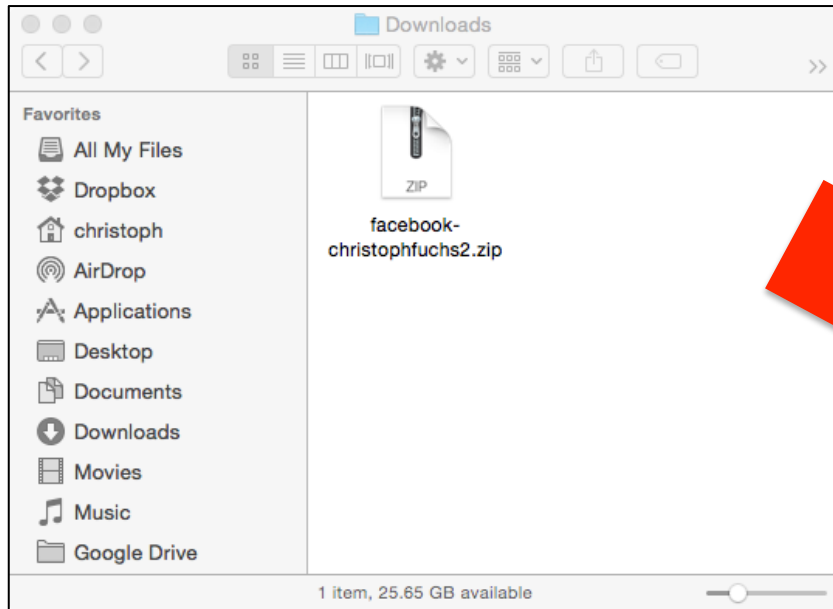 Downloads
Favorites
All My Files
Dropbox
christoph
AirDrop
Applications
Desktop
Documents
Downloads
Movies
Music
Google Drive
ZIP
facebook-
christophfuchs2.zip
1 item, 25.65 GB available